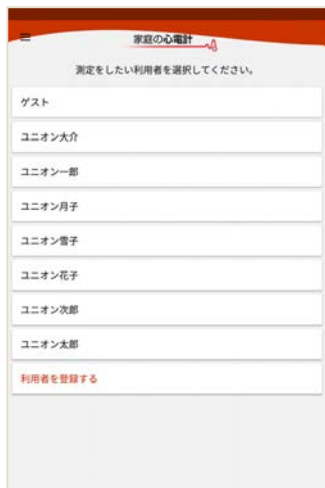 家庭の心電計
測定をしたい利用者を選択してください。
ゲスト
ユニオン大介
ユニオン一郎
ユニオン月子
ユニオン雪子
ユニオン花子
ユニオン次郎
ユニオン太郎
利用者を登録する